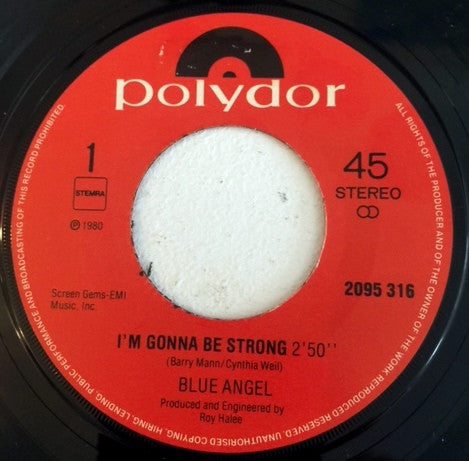 polydor
1
45
STEMRA
STEREO
℗ 1980
Screen Gems-EMI
Music, Inc.
2095 316
I'M GONNA BE STRONG 2'50''
(Barry Mann/Cynthia Weil)
BLUE ANGEL
Produced and Engineered by
Roy Halee
ALL RIGHTS OF THE PRODUCER AND OF THE OWNER OF THE WORK REPRODUCED RESERVED. UNAUTHORISED COPYING, HIRING, LENDING, PUBLIC PERFORMANCE AND BROADCASTING OF THIS RECORD PROHIBITED.